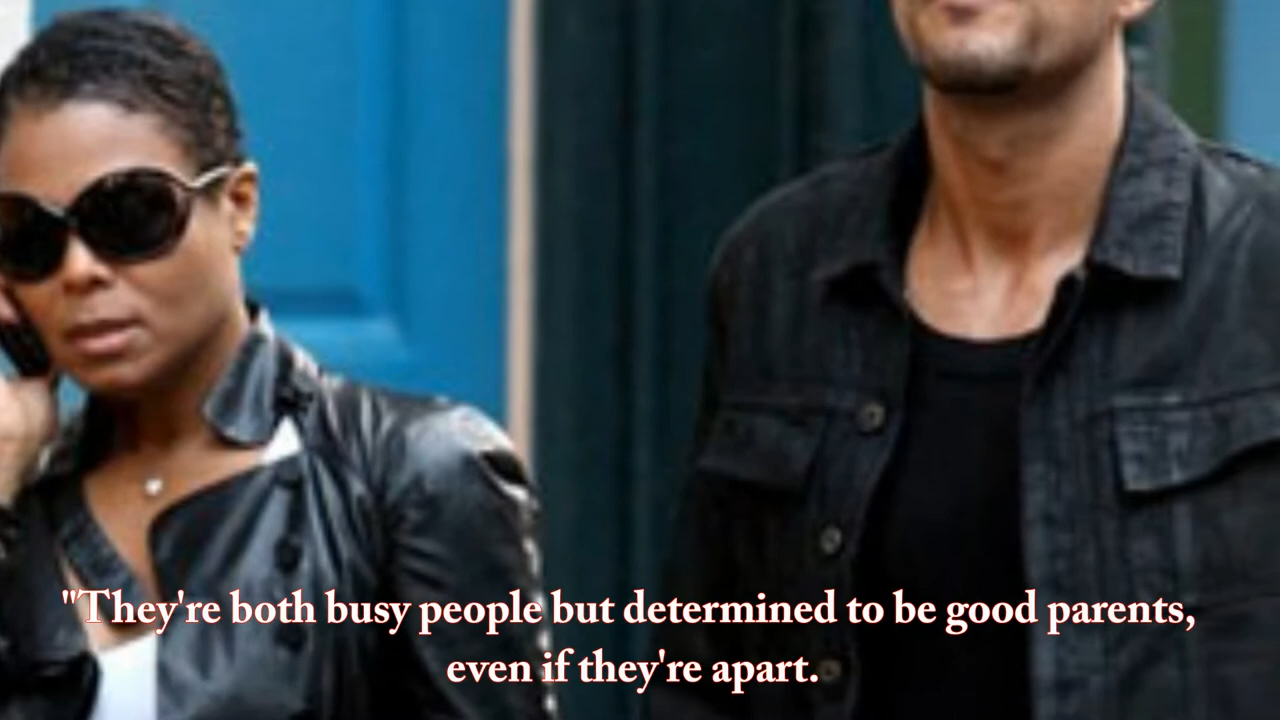 "They're both busy people but determined to be good parents,
even if they're apart.